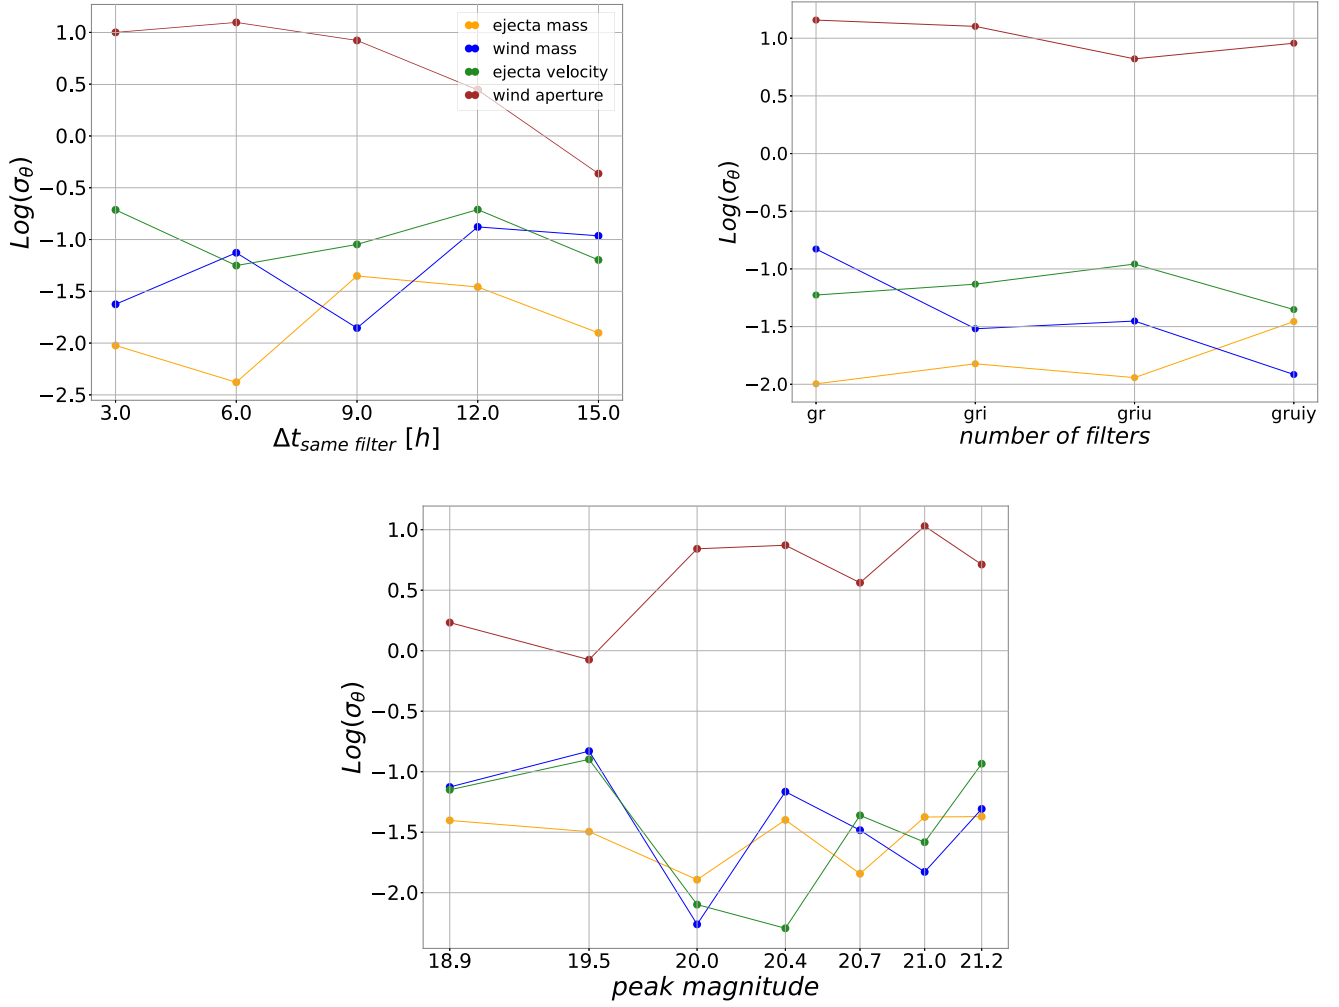 ejecta mass
wind mass
ejecta velocity
wind aperture
1.0
0.5
0.0
−0.5
−1.0
−1.5
−2.0
−2.5
Log(σθ)
3.0 6.0 9.0 12.0 15.0
Δt same filter [h]
1.0
0.5
0.0
−0.5
−1.0
−1.5
−2.0
Log(σθ)
gr gri griu gruiy
number of filters
1.0
0.5
0.0
−0.5
−1.0
−1.5
−2.0
Log(σθ)
18.9 19.5 20.0 20.4 20.7 21.0 21.2
peak magnitude